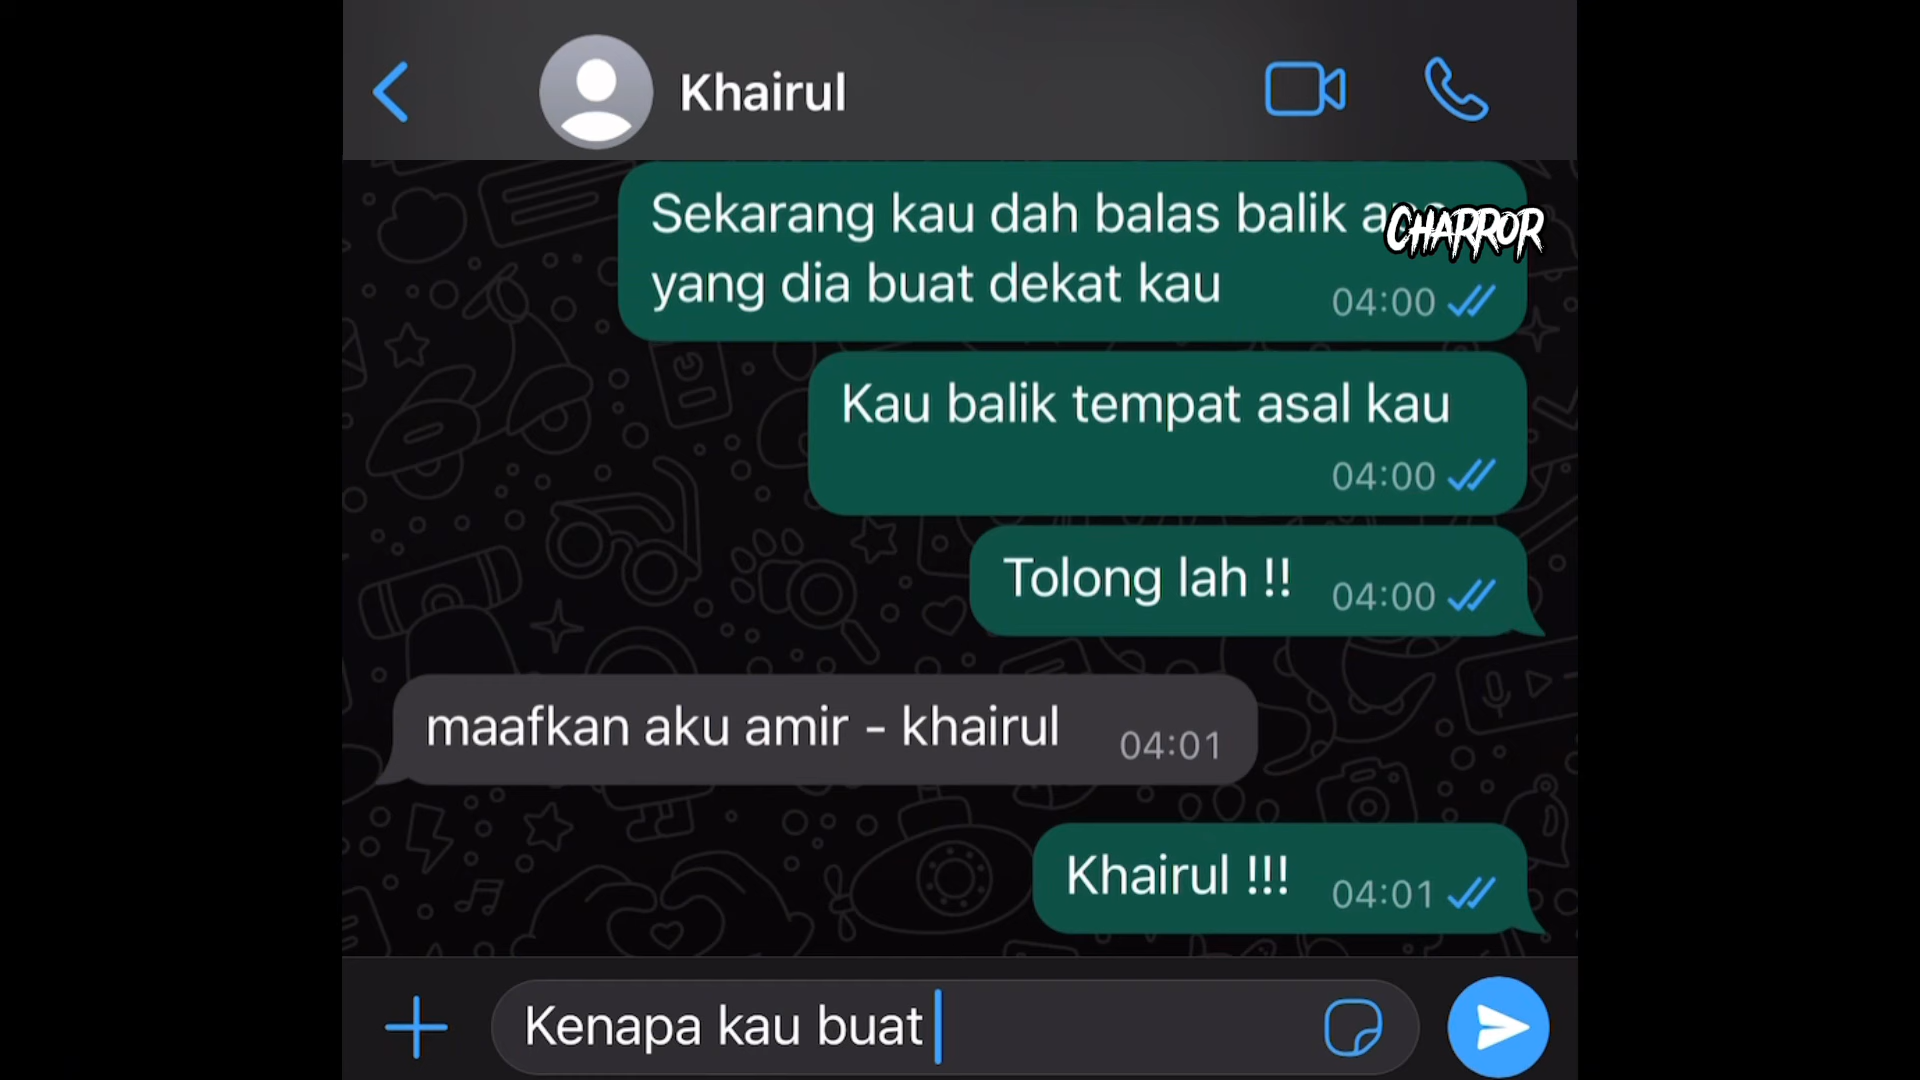 Khairul
Sekarang kau dah balas balik
CHARROR
yang dia buat dekat kau
04:00
Kau balik tempat asal kau
04:00
Tolong lah !!
04:00
maafkan aku amir - khairul
04:01
Khairul !!!
04:01
Kenapa kau buat